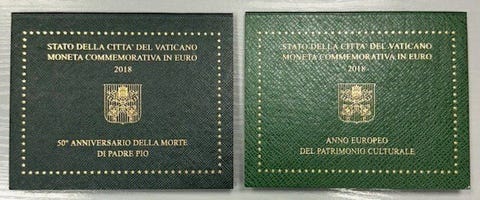 STATO DELLA CITTA' DEL VATICANO
MONETA COMMEMORATIVA IN EURO
2018
50° ANNIVERSARIO DELLA MORTE
DI PADRE PIO
STATO DELLA CITTA' DEL VATICANO
MONETA COMMEMORATIVA IN EURO
2018
ANNO EUROPEO
DEL PATRIMONIO CULTURALE